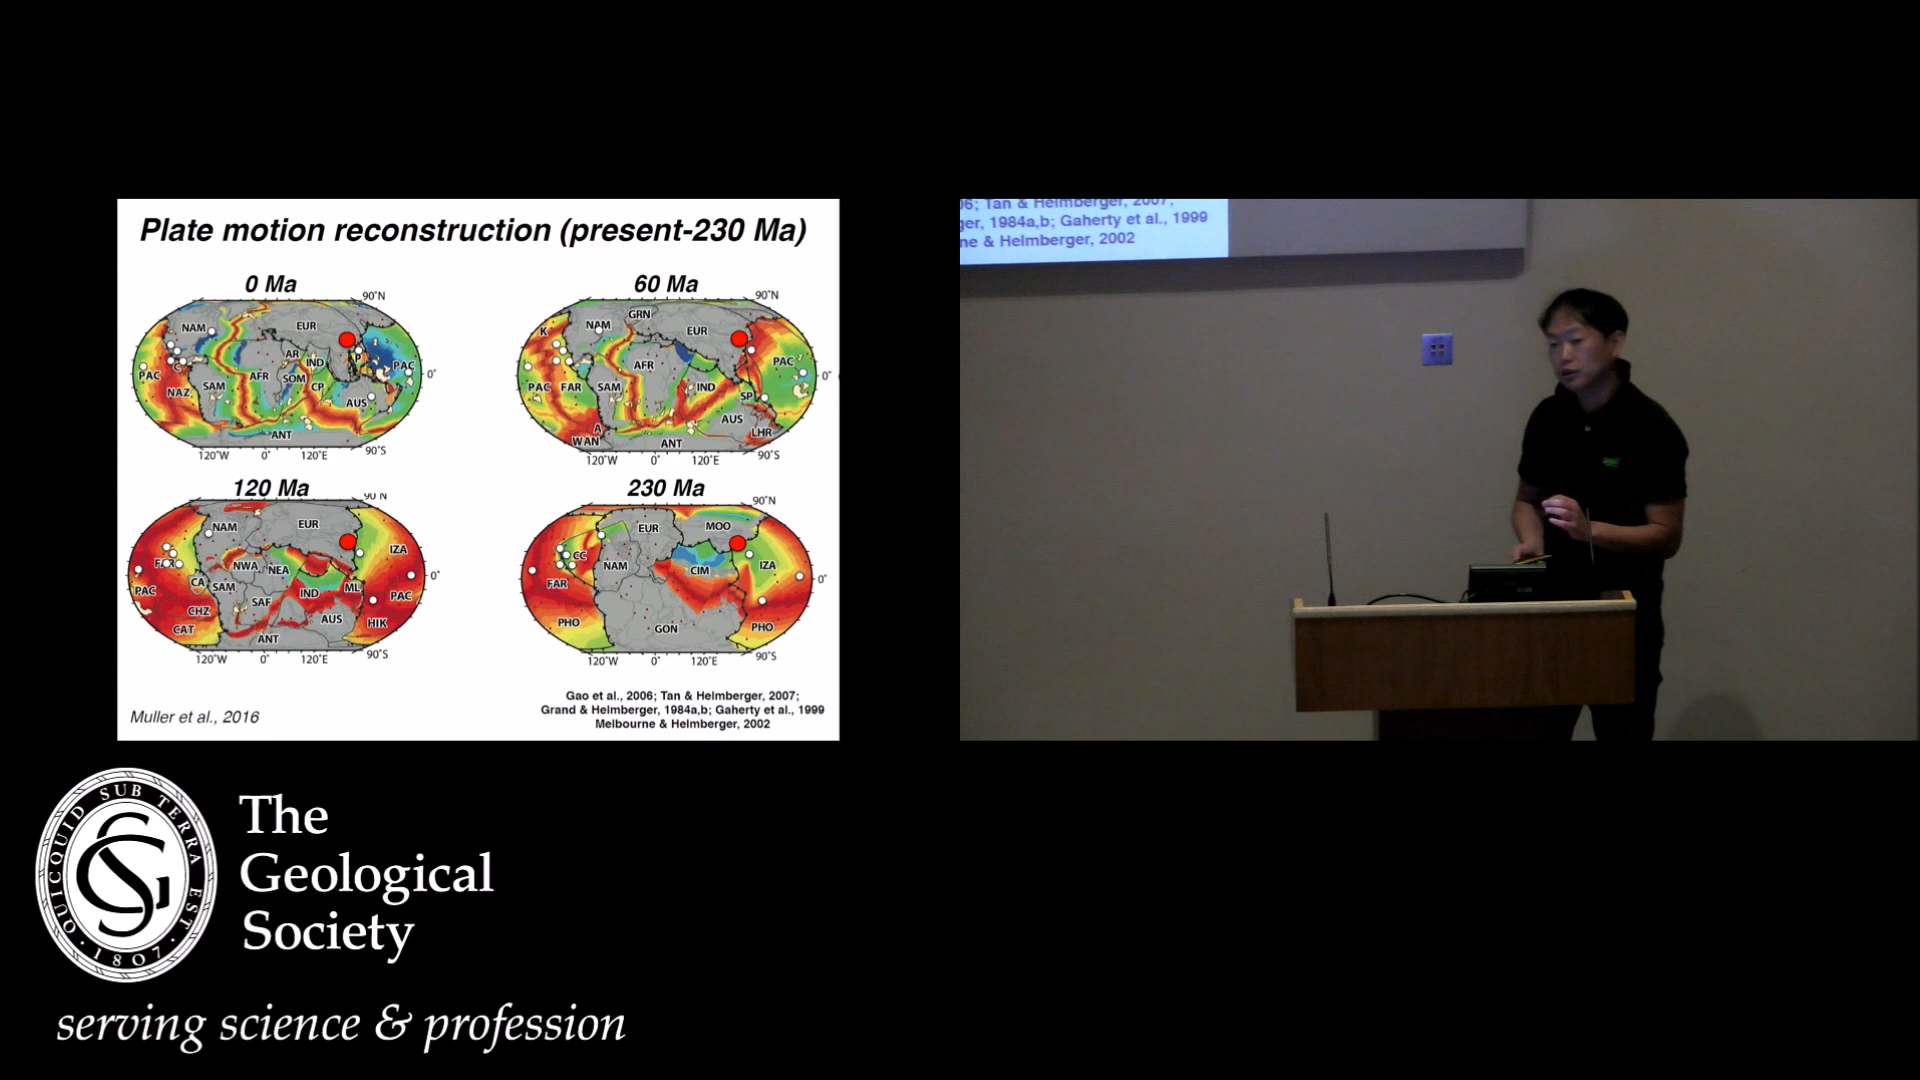 Plate motion reconstruction (present-230 Ma)
0 Ma
90°N
NAM
EUR
AR
IND
P
PAC
PAC
C
AFR
SOM
CP
0°
NAZ
SAM
AUS
ANT
120°W 0° 120°E 90°S
60 Ma
90°N
GRN
K
NAM
EUR
AFR
PAC
0°
PAC FAR SAM
IND
SP
AUS
A
WAN
LHR
ANT
120°W 0° 120°E 90°S
120 Ma
90 N
NAM
EUR
IZA
NWA
NEA
0°
PAC
CA
SAM
IND
ML
PAC
CHZ
SAF
AUS
HIK
CAT
ANT
120°W 0° 120°E 90°S
230 Ma
90°N
EUR
MOO
CC
NAM
CIM
IZA
0°
FAR
PHO
GON
PHO
120°W 0° 120°E 90°S
Gao et al., 2006; Tan & Helmberger, 2007;
Grand & Helmberger, 1984a,b; Gaherty et al., 1999
Melbourne & Helmberger, 2002
Muller et al., 2016
06; Tan & Helmberger, 2007;
ger, 1984a,b; Gaherty et al., 1999
ne & Helmberger, 2002
QUICQUID SUB TERRA EST
· 1807 ·
The
Geological
Society
serving science & profession